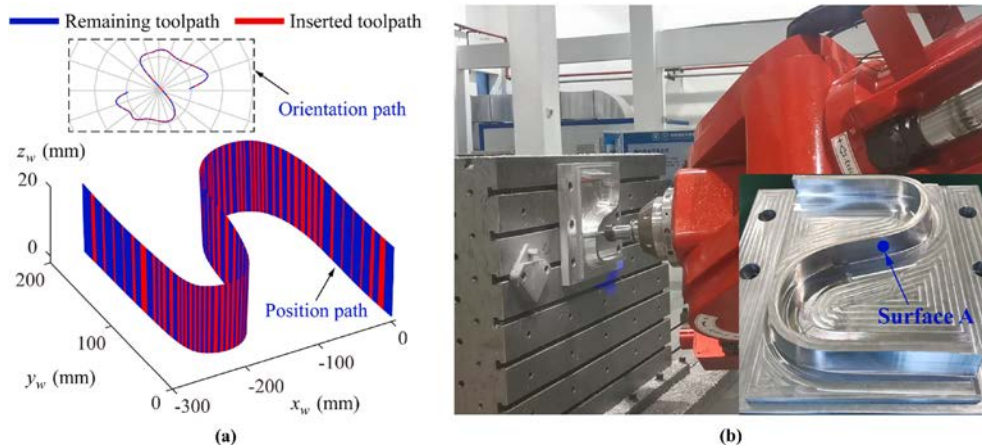 Remaining toolpath Inserted toolpath
Orientation path
z_w (mm)
20
0
200
Position path
100
0
y_w (mm)
-100
0
-200
-300
x_w (mm)
Surface A
(a) (b)